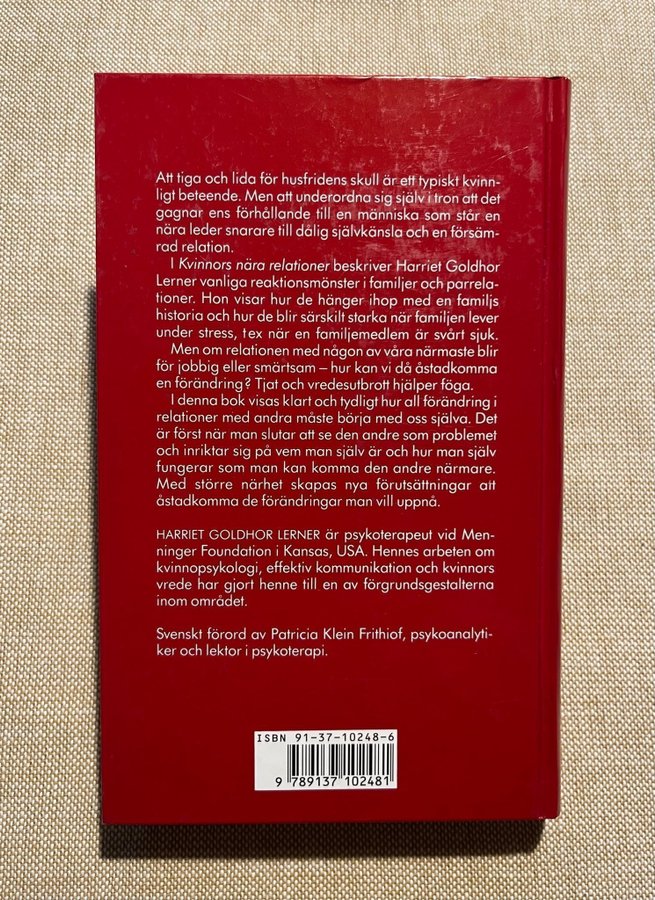 Att tiga och lida för husfridens skull är ett typiskt kvinn-
ligt beteende. Men att underordna sig själv i tron att det
gagnar ens förhållande till en människa som står en
nära leder snarare till dålig självkänsla och en försäm-
rad relation.
I Kvinnors nära relationer beskriver Harriet Goldhor
Lerner vanliga reaktionsmönster i familjer och parrela-
tioner. Hon visar hur de hänger ihop med en familjs
historia och hur de blir särskilt starka när familjen lever
under stress, t ex när en familjemedlem är svårt sjuk.
Men om relationen med någon av våra närmaste blir
för jobbig eller smärtsam – hur kan vi då åstadkomma
en förändring? Tjat och vredesutbrott hjälper föga.
I denna bok visas klart och tydligt hur all förändring i
relationer med andra måste börja med oss själva. Det
är först när man slutar att se den andre som problemet
och inriktar sig på vem man själv är och hur man själv
fungerar som man kan komma den andre närmare.
Med större närhet skapas nya förutsättningar att
åstadkomma de förändringar man vill uppnå.
HARRIET GOLDHOR LERNER är psykoterapeut vid Men-
ninger Foundation i Kansas, USA. Hennes arbeten om
kvinnopsykologi, effektiv kommunikation och kvinnors
vrede har gjort henne till en av förgrundsgestalterna
inom området.
Svenskt förord av Patricia Klein Frithiof, psykoanalyti-
ker och lektor i psykoterapi.
ISBN 91-37-10248-6
9 789137 102481